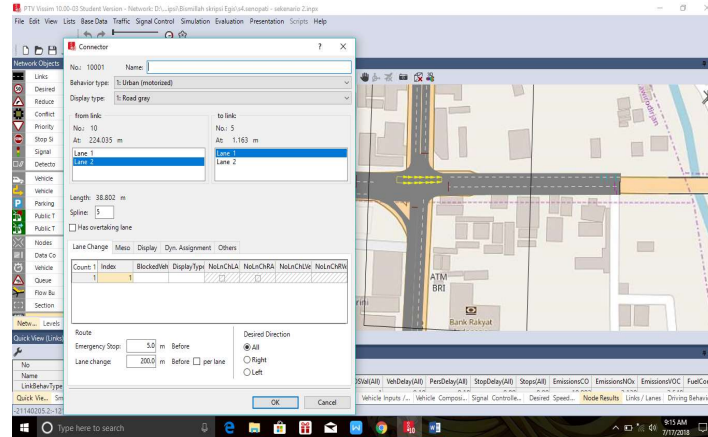 PTV Vissim 10.00-03 Student Version - Network: D:\...ips\Bismillah skripsi Egis\s4.senopati - sekenario 2.inpx
File Edit View Lists Base Data Traffic Signal Control Simulation Evaluation Presentation Scripts Help
Connector ? X
No.: 10001 Name:
Behavior type: 1: Urban (motorized)
Display type: 1: Road gray
from link: to link:
No.: 10 No.: 5
At: 224.035 m At: 1.163 m
Lane 1 Lane 1
Lane 2 Lane 2
Length: 38.802 m
Spline: 5
Has overtaking lane
Lane Change Meso Display Dyn. Assignment Others
Count: 1 Index BlockedVeh DisplayType NoLnChLA NoLnChRA NoLnChLVe NoLnChRVe
1 1
Route Desired Direction
Emergency Stop: 5.0 m Before All
Lane change: 200.0 m Before per lane Right
Left
OK Cancel
Network Objects
Links
Desired
Reduce
Conflict
Priority
Stop Si
Signal
Detecto
Vehicle
Vehicle
Parking
Public T
Public T
Nodes
Data Co
Vehicle
Queue
Flow Bu
Section
Netw... Levels
Quick View (Links)
No
Name
LinkBehavType
Quick Vie... Sm
ATM
BRI
Bank Rakyat
VehDelay(All) PersDelay(All) StopDelay(All) Stops(All) EmissionsCO EmissionsNOx EmissionsVOC FuelCon
Vehicle Inputs /... Vehicle Composi... Signal Controlle... Desired Speed... Node Results Links / Lanes Driving Behavi
-21140205.2:-12
Type here to search
9:15 AM
7/17/2018